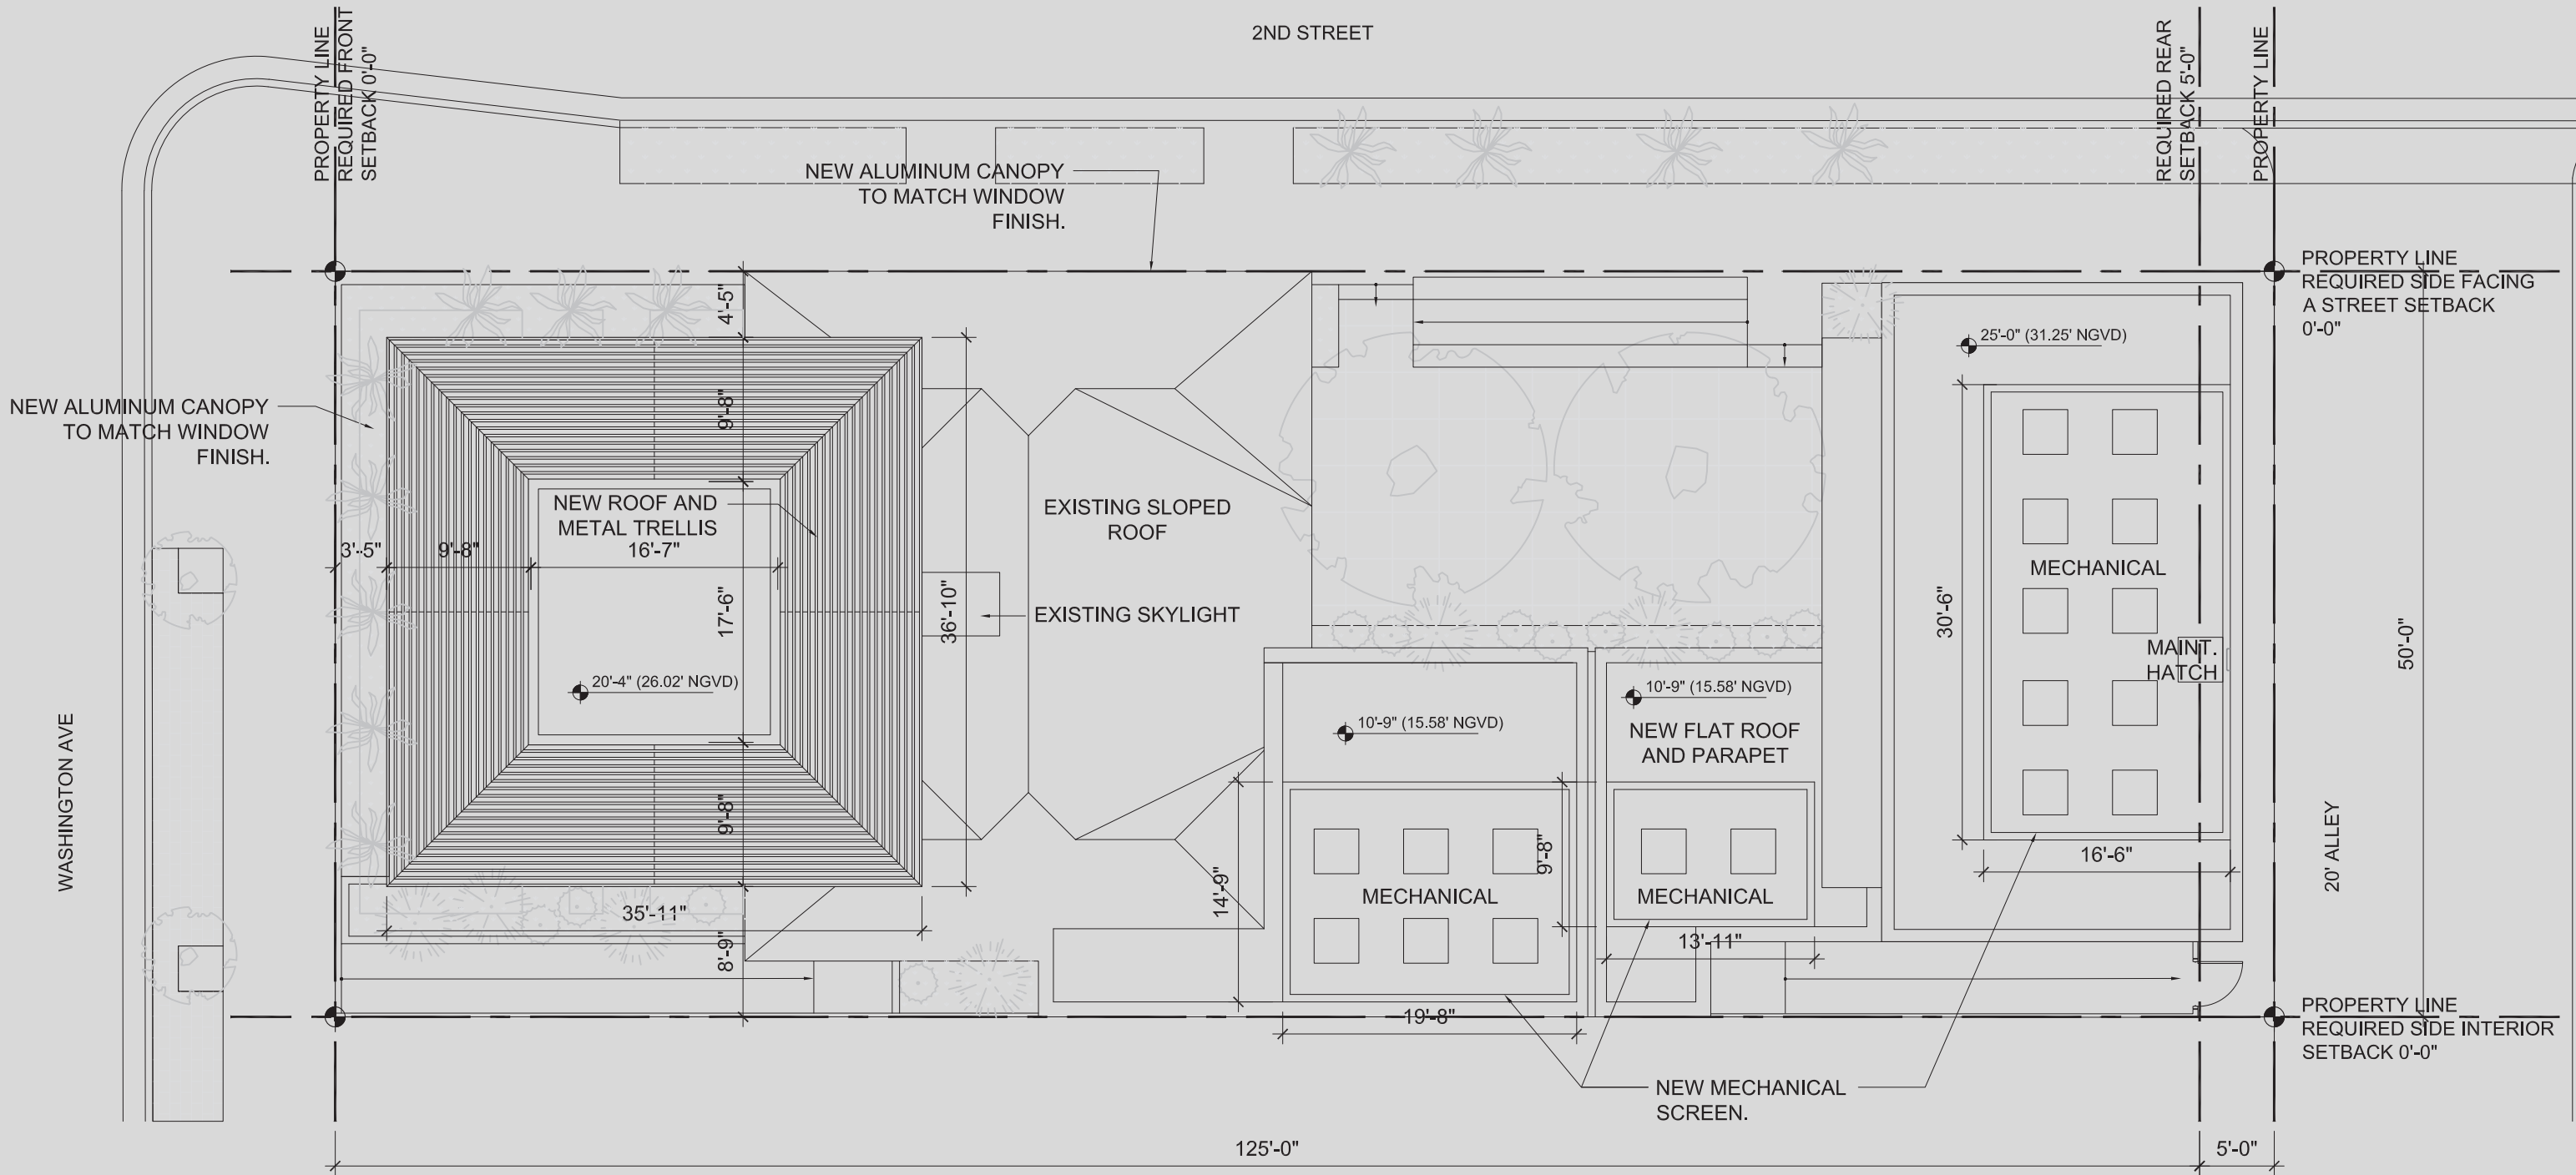 2ND STREET
PROPERTY LINE
REQUIRED FRONT
SETBACK 0'-0"
REQUIRED REAR
SETBACK 5'-0"
PROPERTY LINE
NEW ALUMINUM CANOPY
TO MATCH WINDOW
FINISH.
PROPERTY LINE
REQUIRED SIDE FACING
A STREET SETBACK
0'-0"
4'-5"
25'-0" (31.25' NGVD)
NEW ALUMINUM CANOPY
TO MATCH WINDOW
FINISH.
9'-8"
NEW ROOF AND
METAL TRELLIS
EXISTING SLOPED
ROOF
3'-5"
9'-8"
16'-7"
MECHANICAL
17'-6"
36'-10"
EXISTING SKYLIGHT
30'-6"
50'-0"
MAINT.
HATCH
20'-4" (26.02' NGVD)
10'-9" (15.58' NGVD)
10'-9" (15.58' NGVD)
NEW FLAT ROOF
AND PARAPET
WASHINGTON AVE
9'-8"
9'-8"
16'-6"
20' ALLEY
14'-9"
MECHANICAL
MECHANICAL
35'-11"
13'-11"
8'-9"
19'-8"
PROPERTY LINE
REQUIRED SIDE INTERIOR
SETBACK 0'-0"
NEW MECHANICAL
SCREEN.
125'-0"
5'-0"